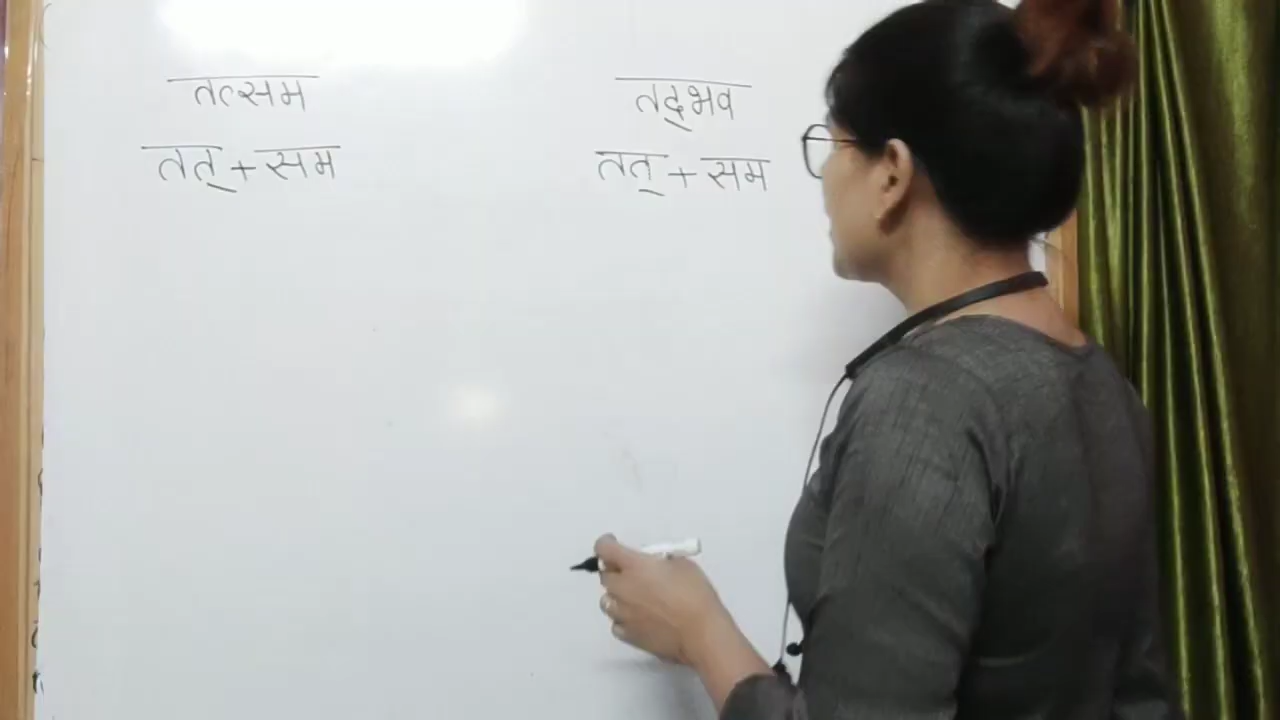 तत्सम
तद्भव
तत् + सम
तत् + सम